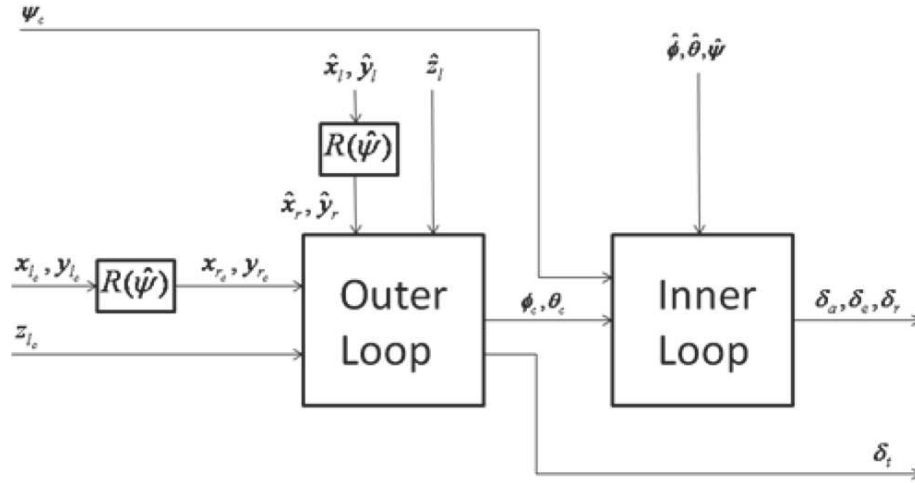 ψ_c
x̂_l, ŷ_l
ẑ_l
ϕ̂, θ̂, ψ̂
R(ψ̂)
x̂_r, ŷ_r
x_{l_c}, y_{l_c}
R(ψ̂)
x_{r_c}, y_{r_c}
z_{l_c}
Outer
Loop
ϕ_c, θ_c
Inner
Loop
δ_a, δ_e, δ_r
δ_t